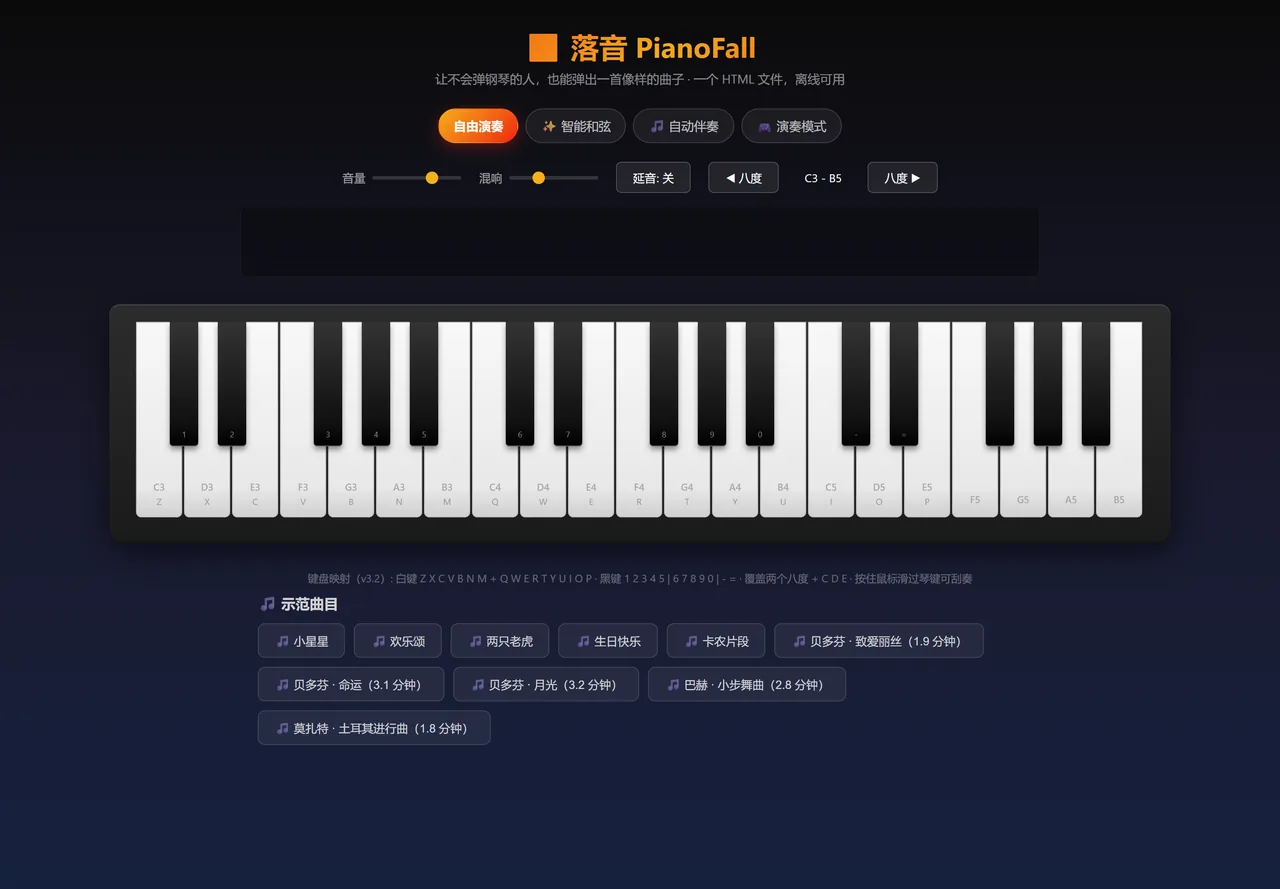 落音 PianoFall
让不会弹钢琴的人，也能弹出一首像样的曲子 · 一个 HTML 文件，离线可用
自由演奏 智能和弦 自动伴奏 演奏模式
音量 混响 延音: 关 ◀ 八度 C3 - B5 八度 ▶
1 2 3 4 5 6 7 8 9 0 - =
C3 D3 E3 F3 G3 A3 B3 C4 D4 E4 F4 G4 A4 B4 C5 D5 E5 F5 G5 A5 B5
Z X C V B N M Q W E R T Y U I O P
键盘映射（v3.2）: 白键 Z X C V B N M + Q W E R T Y U I O P · 黑键 1 2 3 4 5 | 6 7 8 9 0 | - = · 覆盖两个八度 + C D E · 按住鼠标滑过琴键可刮奏
示范曲目
小星星 欢乐颂 两只老虎 生日快乐 卡农片段 贝多芬 · 致爱丽丝（1.9 分钟）
贝多芬 · 命运（3.1 分钟） 贝多芬 · 月光（3.2 分钟） 巴赫 · 小步舞曲（2.8 分钟）
莫扎特 · 土耳其进行曲（1.8 分钟）